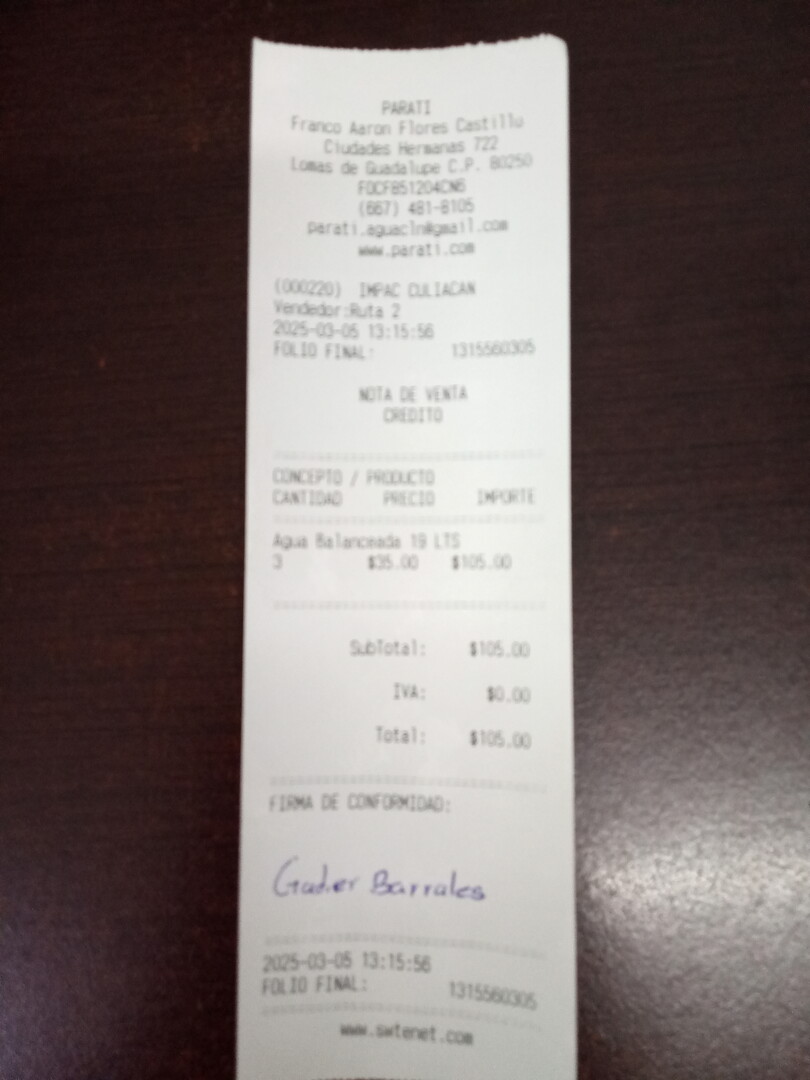 PARATI
Franco Aaron Flores Castillo
Ciudades Hermanas 722
Lomas de Guadalupe C.P. 80250
FOCF851204CN6
(667) 481-8105
parati.aguacln@gmail.com
www.parati.com
(000220) IMPAC CULIACAN
Vendedor:Ruta 2
2025-03-05 13:15:56
FOLIO FINAL: 1315560305
NOTA DE VENTA
CREDITO
CONCEPTO / PRODUCTO
CANTIDAD PRECIO IMPORTE
Agua Balanceada 19 LTS
3 $35.00 $105.00
SubTotal: $105.00
IVA: $0.00
Total: $105.00
FIRMA DE CONFORMIDAD:
Gader Barrales
2025-03-05 13:15:56
FOLIO FINAL: 1315560305
www.swtenet.com